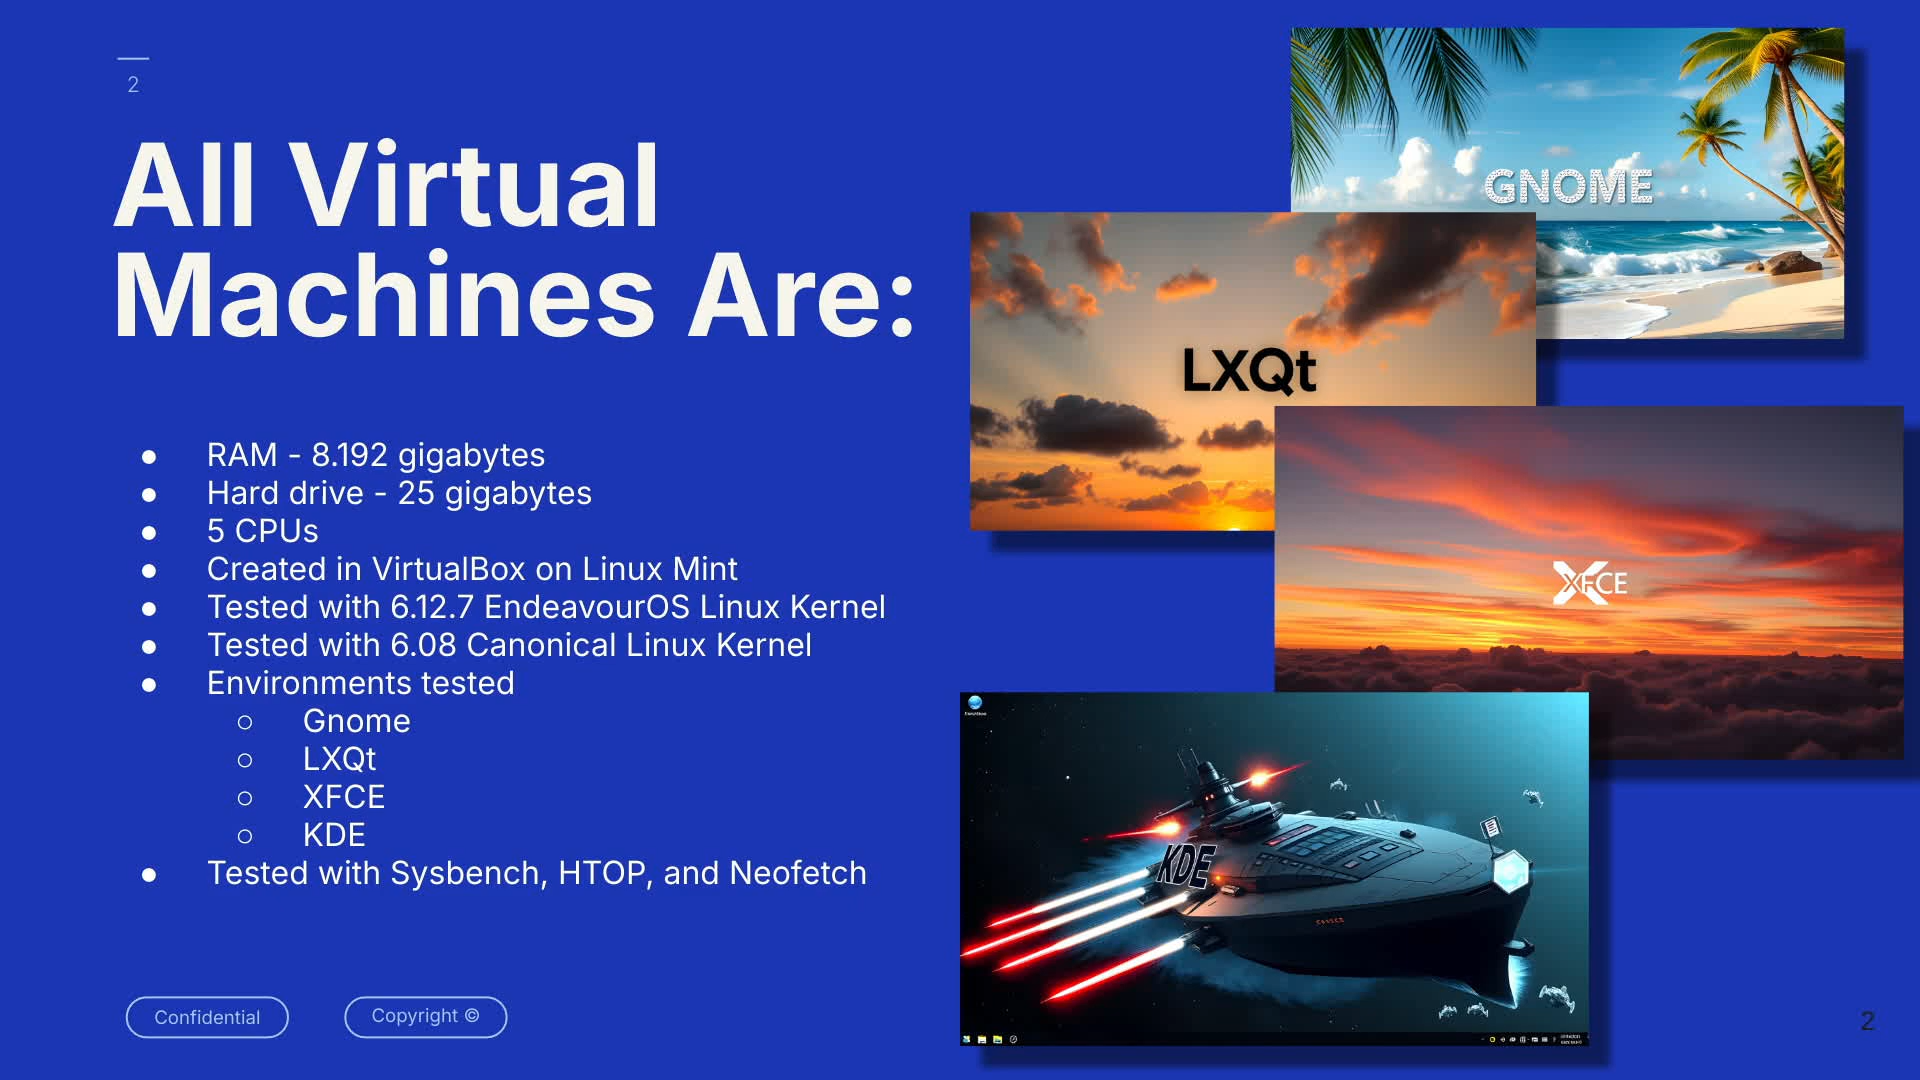 2
All Virtual
Machines Are:
● RAM - 8.192 gigabytes
● Hard drive - 25 gigabytes
● 5 CPUs
● Created in VirtualBox on Linux Mint
● Tested with 6.12.7 EndeavourOS Linux Kernel
● Tested with 6.08 Canonical Linux Kernel
● Environments tested
○ Gnome
○ LXQt
○ XFCE
○ KDE
● Tested with Sysbench, HTOP, and Neofetch
Confidential
Copyright ©
GNOME
LXQt
XFCE
KDE
2